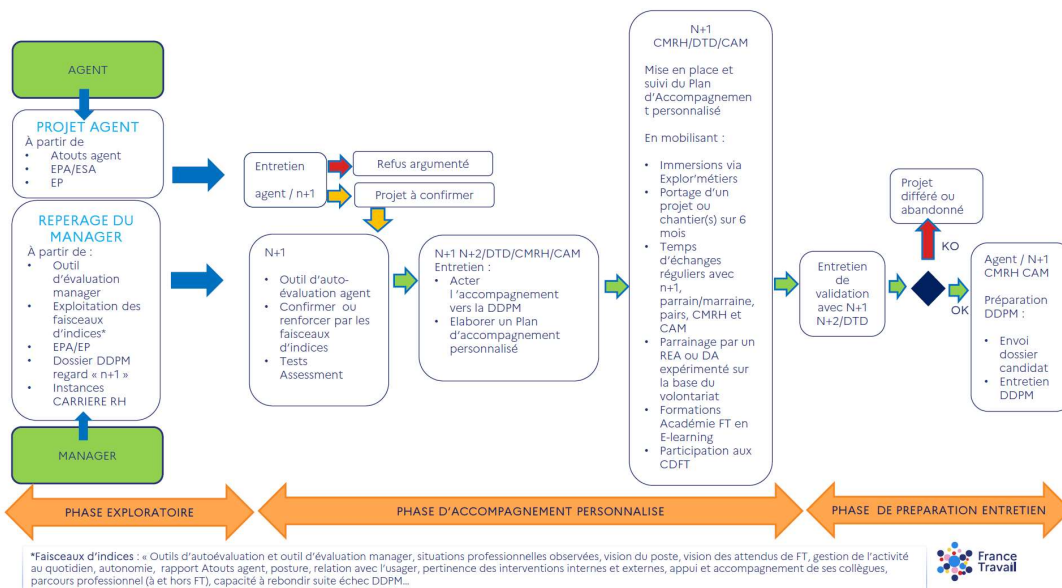 AGENT
PROJET AGENT
À partir de
• Atouts agent
• EPA/ESA
• EP
REPERAGE DU
MANAGER
À partir de :
• Outil
d'évaluation
manager
• Exploitation des
faisceaux
d'indices*
• EPA/EP
• Dossier DDPM
regard « n+1 »
• Instances
CARRIERE RH
MANAGER
Entretien
agent / n+1
Refus argumenté
Projet à confirmer
N+1
• Outil d'auto-
évaluation agent
• Confirmer ou
renforcer par les
faisceaux
d'indices
• Tests
Assessment
N+1 N+2/DTD/CMRH/CAM
Entretien :
• Acter
l 'accompagnement
vers la DDPM
• Elaborer un Plan
d'accompagnement
personnalisé
N+1
CMRH/DTD/CAM
Mise en place et
suivi du Plan
d'Accompagnemen
t personnalisé
En mobilisant :
• Immersions via
Explor'métiers
• Portage d'un
projet ou
chantier(s) sur 6
mois
• Temps
d'échanges
réguliers avec
n+1,
parrain/marraine,
pairs, CMRH et
CAM
• Parrainage par un
REA ou DA
expérimenté sur
la base du
volontariat
• Formations
Académie FT en
E-learning
• Participation aux
CDFT
Entretien
de
validation
avec N+1
N+2/DTD
Projet
différé ou
abandonné
KO
OK
Agent / N+1
CMRH CAM
Préparation
DDPM :
• Envoi
dossier
candidat
• Entretien
DDPM
PHASE EXPLORATOIRE
PHASE D'ACCOMPAGNEMENT PERSONNALISE
PHASE DE PREPARATION ENTRETIEN
*Faisceaux d'indices : « Outils d'autoévaluation et outil d'évaluation manager, situations professionnelles observées, vision du poste, vision des attendus de FT, gestion de l'activité
au quotidien, autonomie, rapport Atouts agent, posture, relation avec l'usager, pertinence des interventions internes et externes, appui et accompagnement de ses collègues,
parcours professionnel (à et hors FT), capacité à rebondir suite échec DDPM...
France
Travail